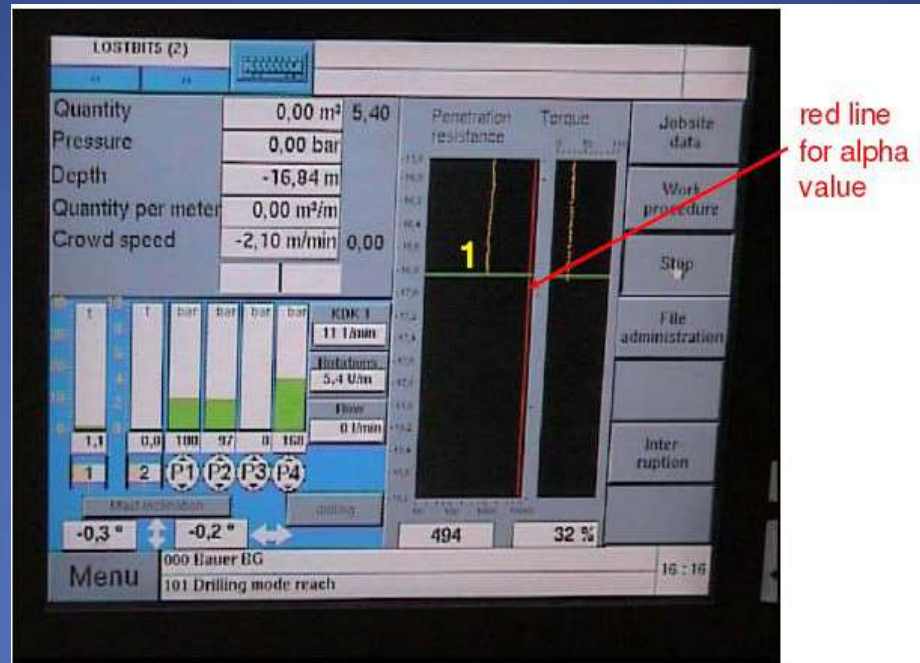 LOSTBITS (2)
Quantity 0,00 m³ 5,40
Pressure 0,00 bar
Depth -16,84 m
Quantity per meter 0,00 m³/m
Crowd speed -2,10 m/min 0,00
Penetration resistance
Torque
1
Jobsite data
Work procedure
Stop
File administration
Inter-
ruption
t t bar bar bar bar
KDK 1
11 l/min
Rotations
5,4 U/m
Flow
0 l/min
1,1 0,0 100 97 0 168
1 2 P1 P2 P3 P4
Mast inclination
drilling
-0,3 ° -0,2 °
494 32 %
Menu
000 Bauer BG
101 Drilling mode reach
16 : 16
red line
for alpha
value